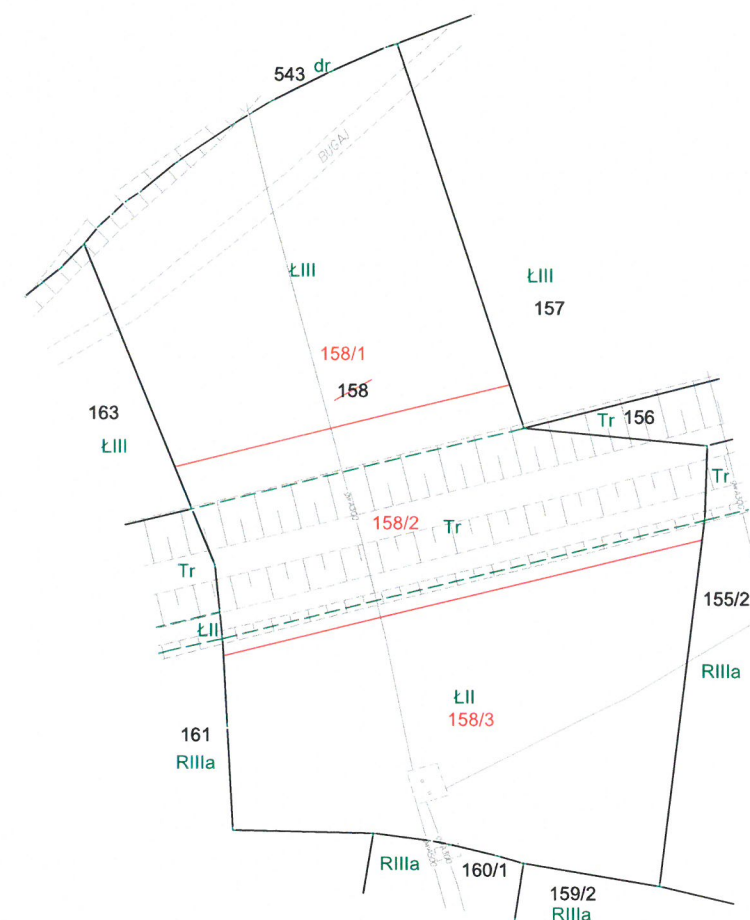 543 dr
BUGAJ
ŁIII
ŁIII
157
158/1
158
163
ŁIII
Tr 156
Tr
158/2
Tr
Tr
155/2
ŁII
RIIIa
ŁII
158/3
161
RIIIa
RIIIa
160/1
159/2
RIIIa